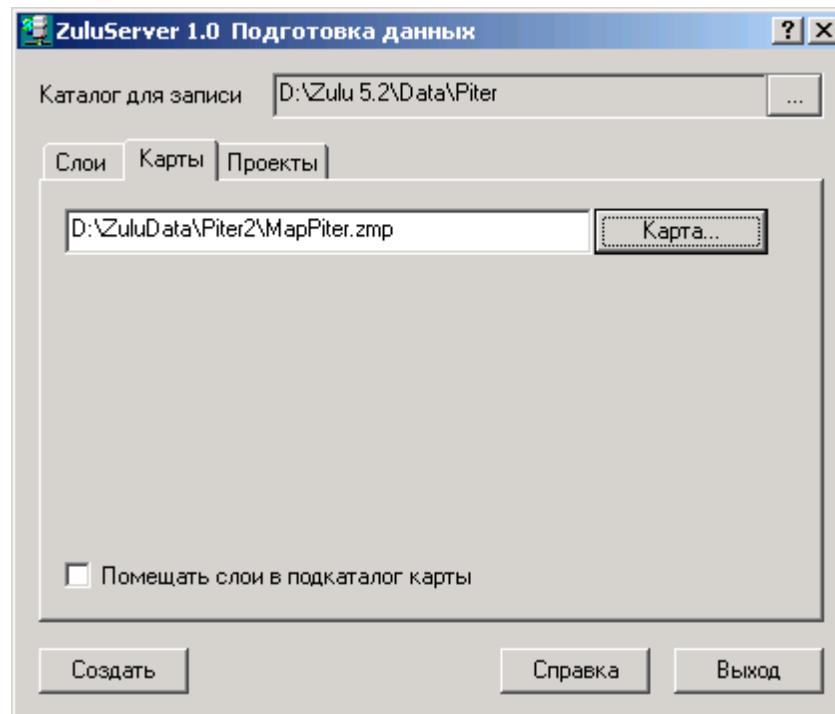 ZuluServer 1.0 Подготовка данных
Каталог для записи D:\Zulu 5.2\Data\Piter ...
Слои Карты Проекты
D:\ZuluData\Piter2\MapPiter.zmp Карта...
Помещать слои в подкаталог карты
Создать Справка Выход